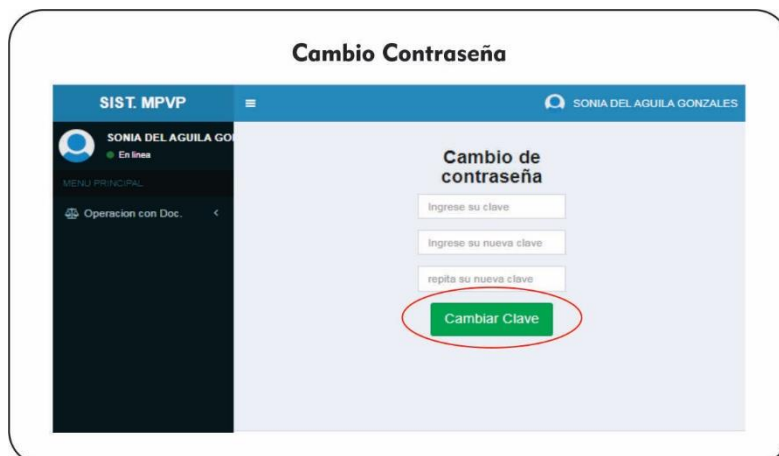 Cambio Contraseña
SIST. MPVP
SONIA DEL AGUILA GONZALES
SONIA DEL AGUILA GO
En linea
MENU PRINCIPAL
Operacion con Doc.
Cambio de
contraseña
Ingrese su clave
Ingrese su nueva clave
repita su nueva clave
Cambiar Clave